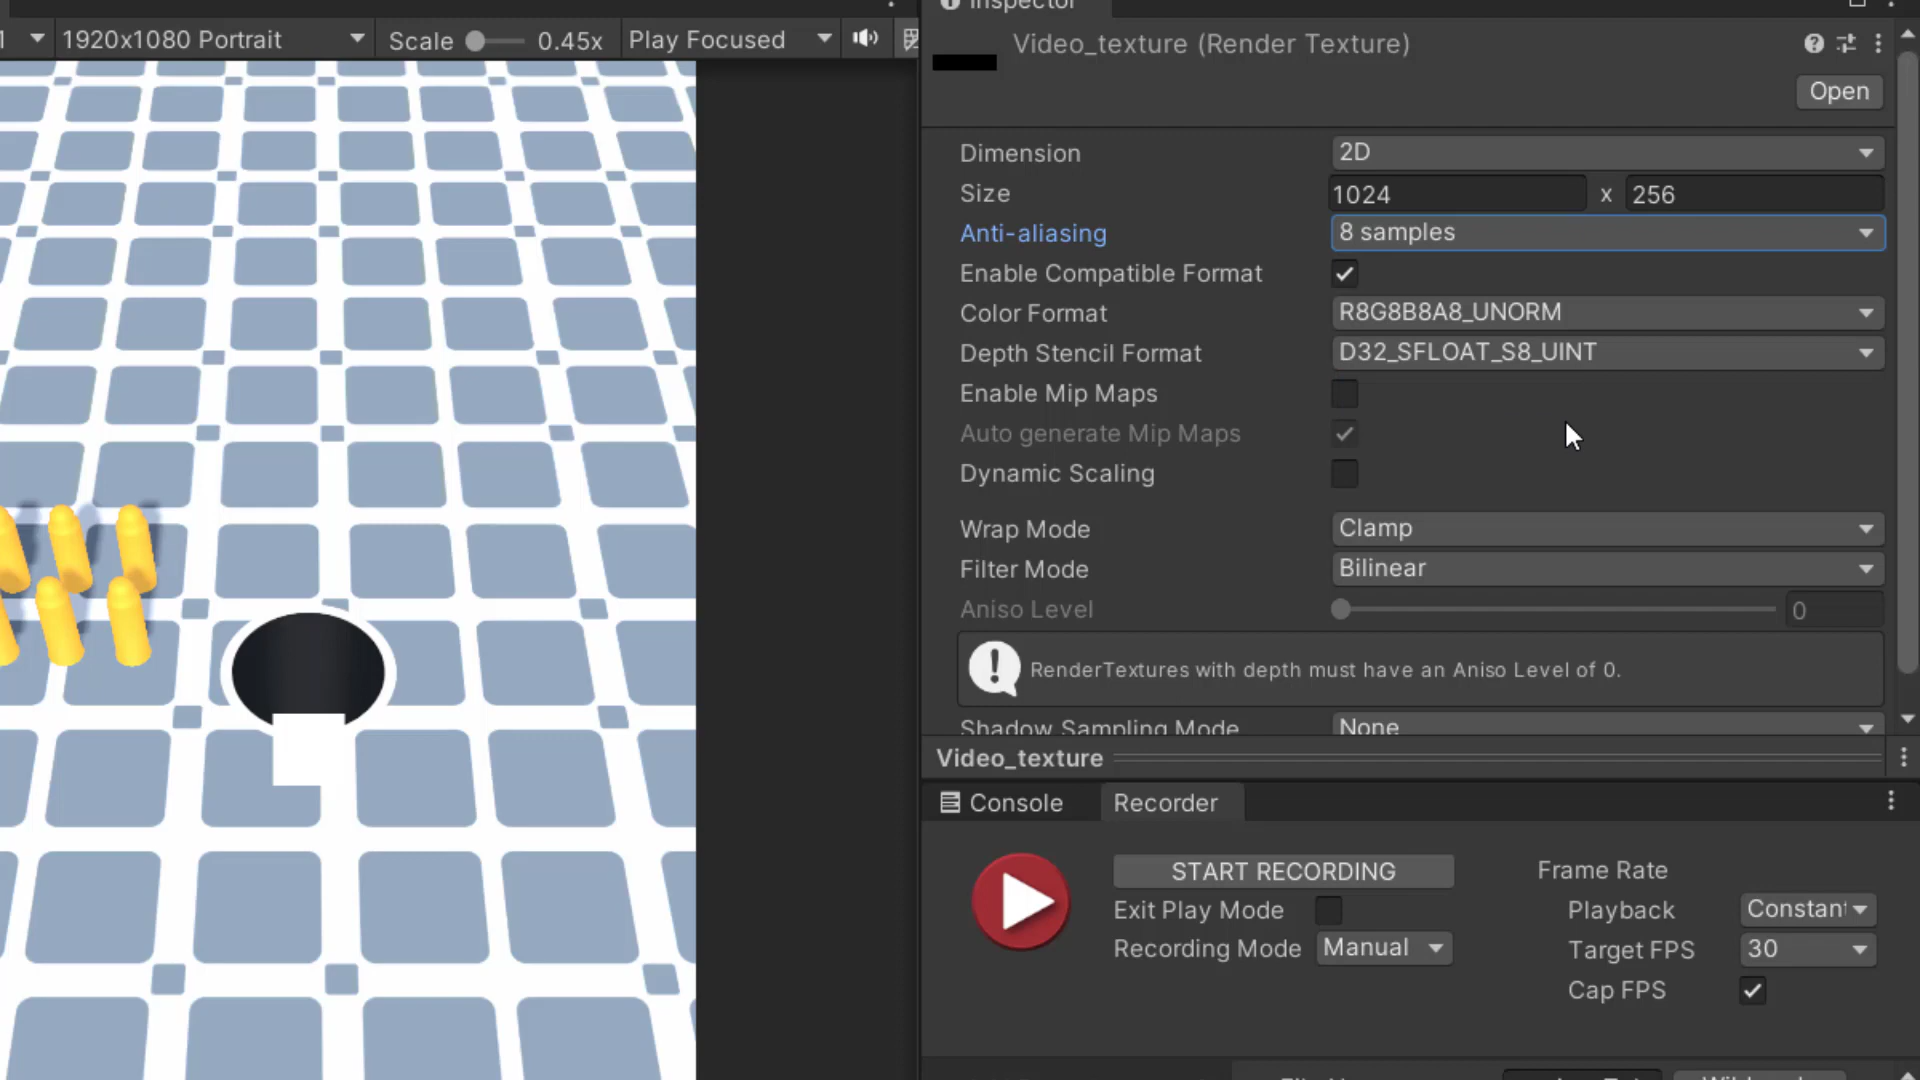 Inspector
1920x1080 Portrait
Scale
0.45x
Play Focused
Video_texture (Render Texture)
Open
Dimension
2D
Size
1024
x
256
Anti-aliasing
8 samples
Enable Compatible Format
Color Format
R8G8B8A8_UNORM
Depth Stencil Format
D32_SFLOAT_S8_UINT
Enable Mip Maps
Auto generate Mip Maps
Dynamic Scaling
Wrap Mode
Clamp
Filter Mode
Bilinear
Aniso Level
0
RenderTextures with depth must have an Aniso Level of 0.
Shadow Sampling Mode
None
Video_texture
Console
Recorder
START RECORDING
Frame Rate
Exit Play Mode
Playback
Constant
Recording Mode
Manual
Target FPS
30
Cap FPS